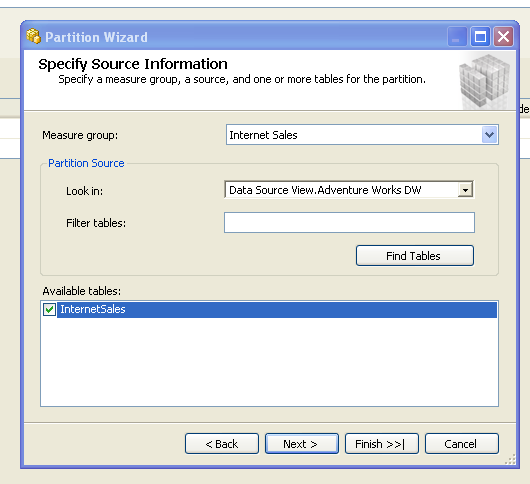 Partition Wizard
Specify Source Information
Specify a measure group, a source, and one or more tables for the partition.
de
Measure group:
Internet Sales
Partition Source
Look in:
Data Source View.Adventure Works DW
Filter tables:
Find Tables
Available tables:
InternetSales
< Back
Next >
Finish >>|
Cancel